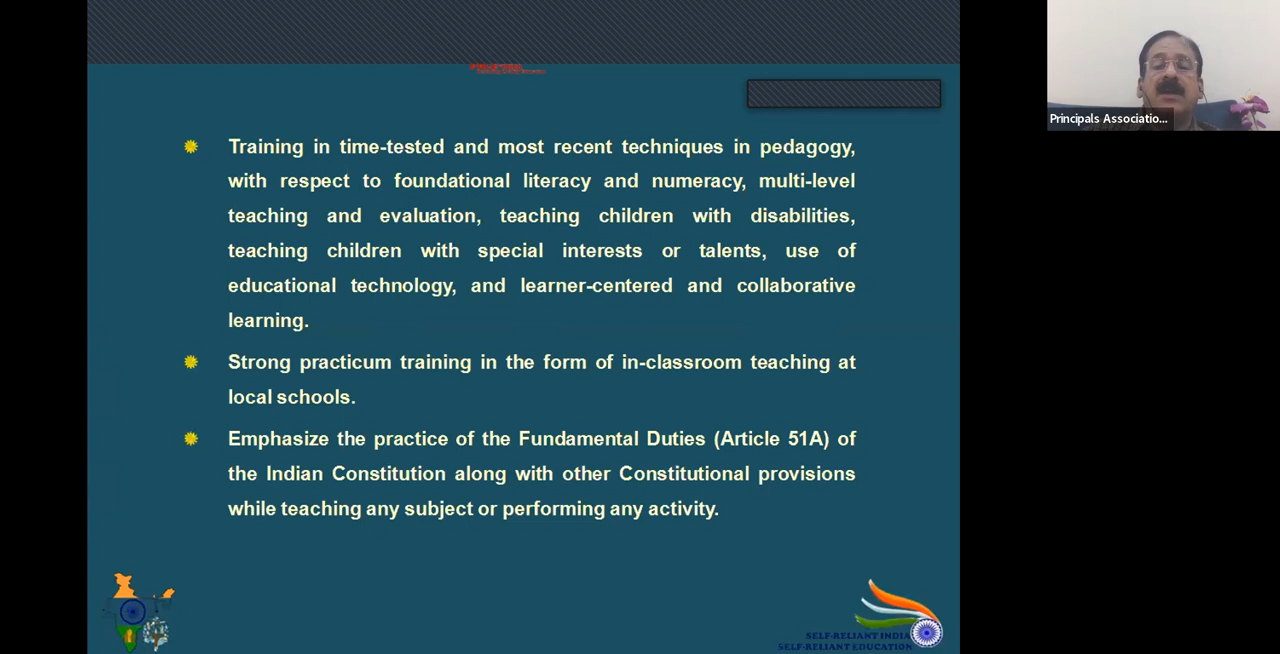 Principals Associatio...
Training in time-tested and most recent techniques in pedagogy,
with respect to foundational literacy and numeracy, multi-level
teaching and evaluation, teaching children with disabilities,
teaching children with special interests or talents, use of
educational technology, and learner-centered and collaborative
learning.
Strong practicum training in the form of in-classroom teaching at
local schools.
Emphasize the practice of the Fundamental Duties (Article 51A) of
the Indian Constitution along with other Constitutional provisions
while teaching any subject or performing any activity.
SELF-RELIANT INDIA
SELF-RELIANT EDUCATION